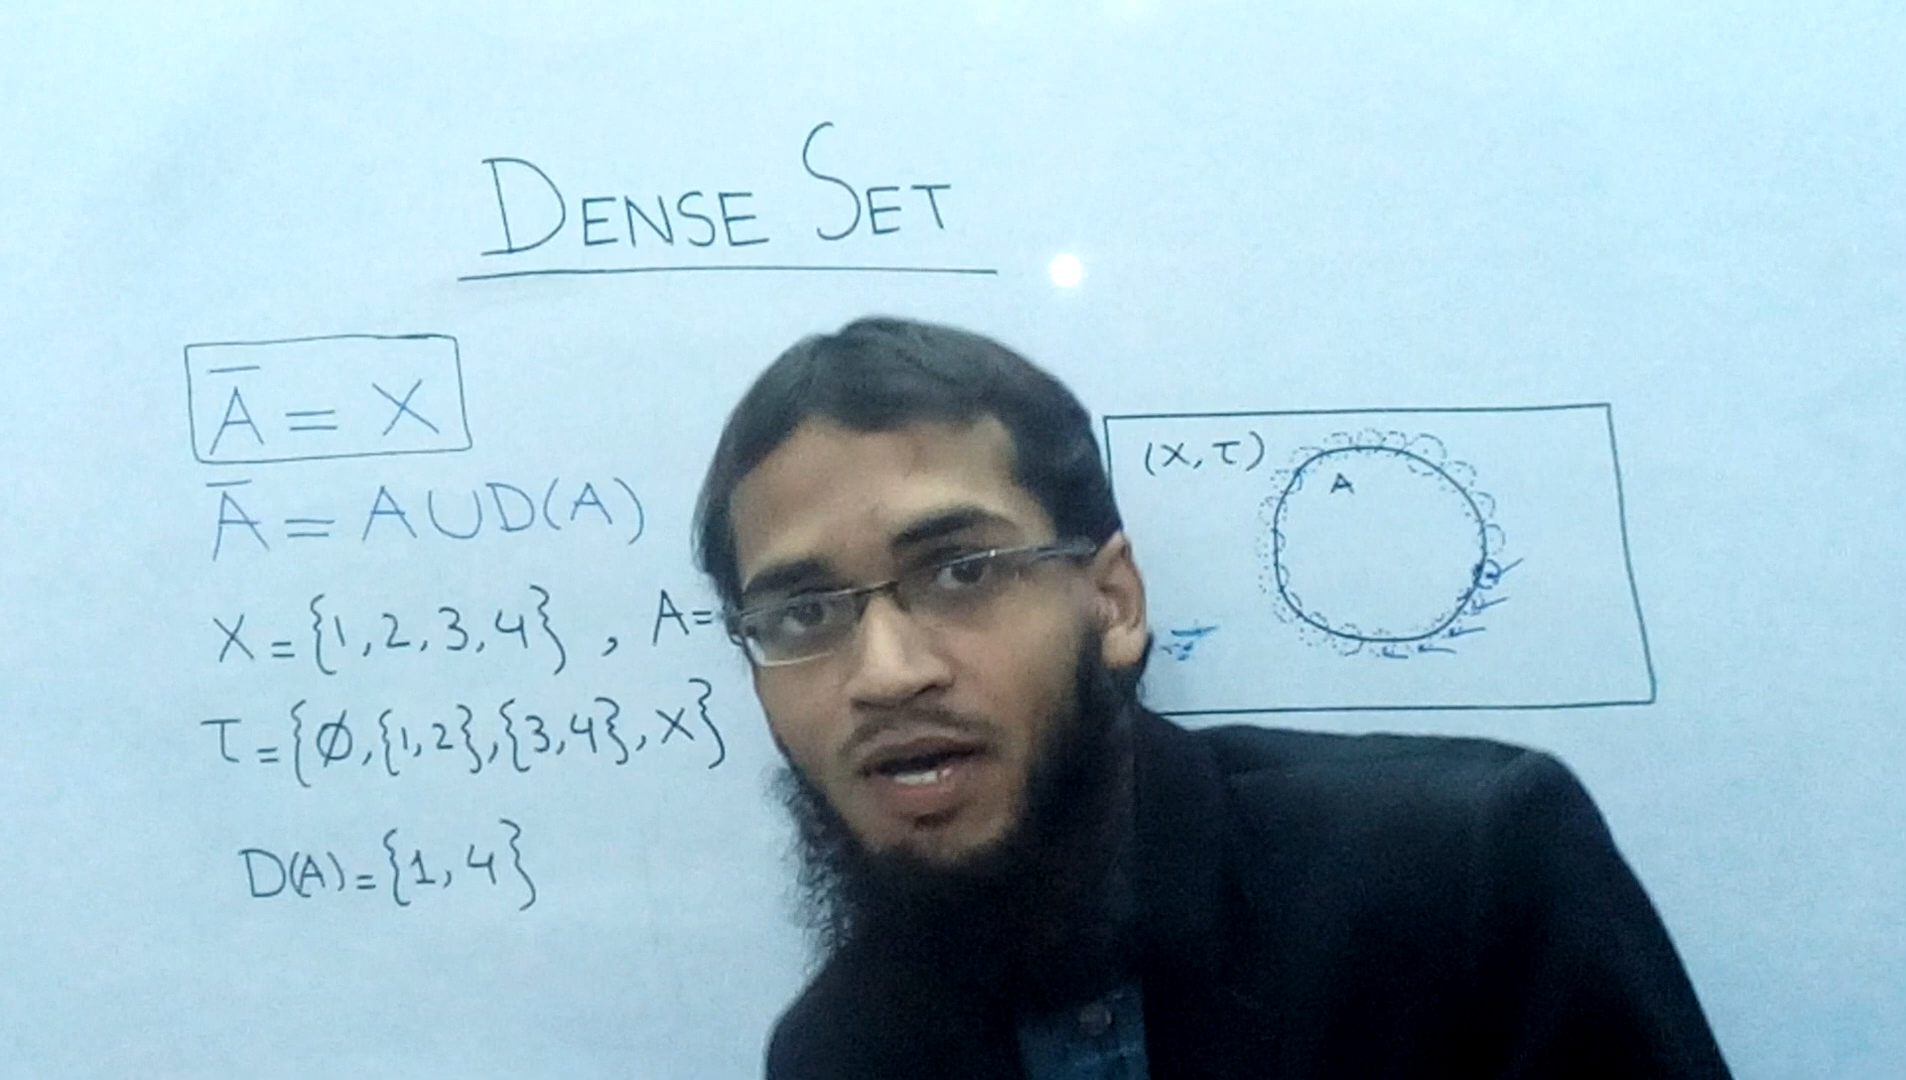 DENSE SET
A̅ = X
A̅ = A∪D(A)
X = {1,2,3,4} , A=
τ = {∅,{1,2},{3,4},X}
D(A) = {1,4}
(X,τ)
A